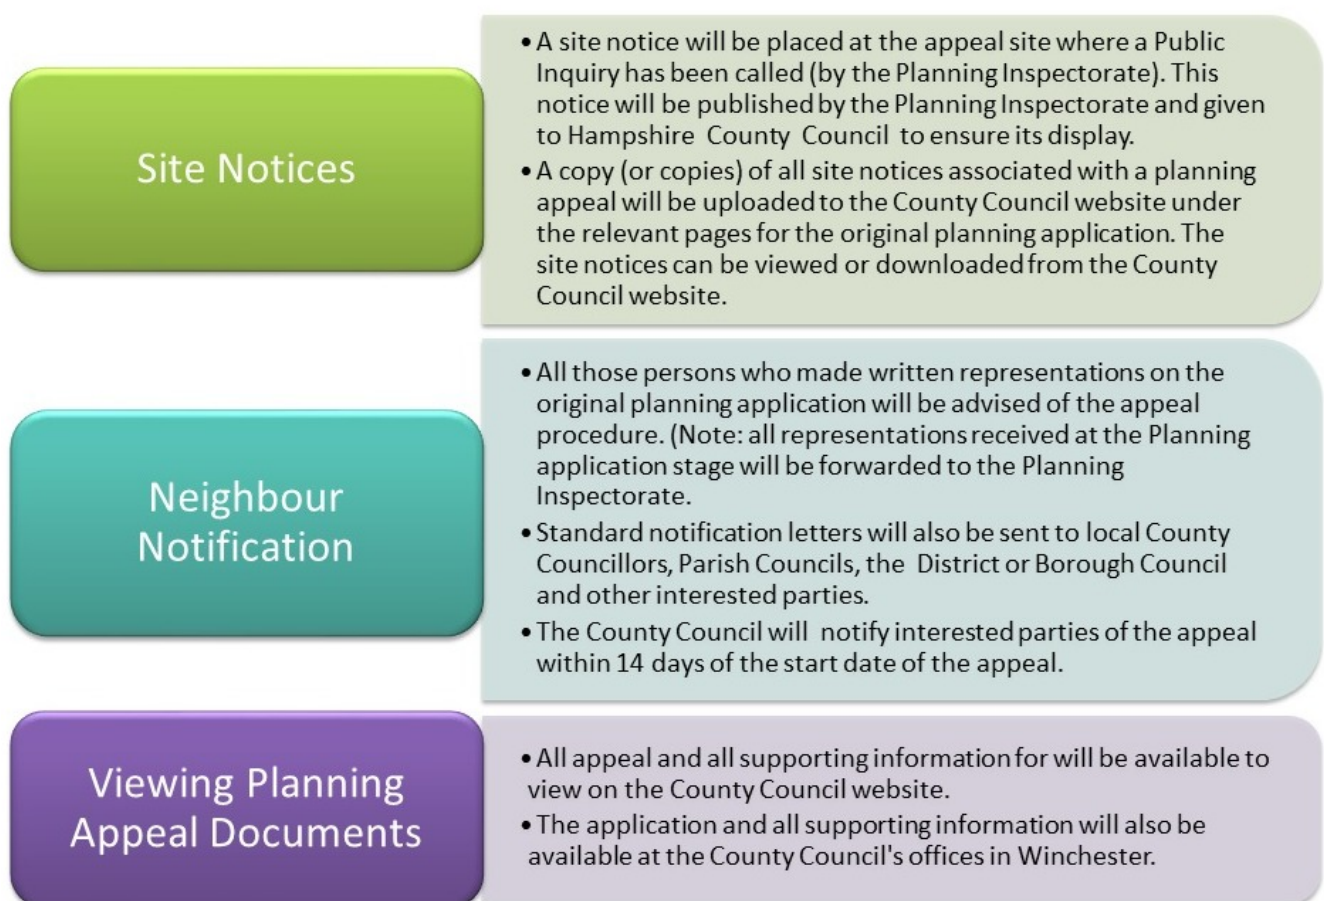 Site Notices
•A site notice will be placed at the appeal site where a Public
Inquiry has been called (by the Planning Inspectorate). This
notice will be published by the Planning Inspectorate and given
to Hampshire County Council to ensure its display.
•A copy (or copies) of all site notices associated with a planning
appeal will be uploaded to the County Council website under
the relevant pages for the original planning application. The
site notices can be viewed or downloaded from the County
Council website.
Neighbour
Notification
•All those persons who made written representations on the
original planning application will be advised of the appeal
procedure. (Note: all representations received at the Planning
application stage will be forwarded to the Planning
Inspectorate.
•Standard notification letters will also be sent to local County
Councillors, Parish Councils, the District or Borough Council
and other interested parties.
•The County Council will notify interested parties of the appeal
within 14 days of the start date of the appeal.
Viewing Planning
Appeal Documents
•All appeal and all supporting information for will be available to
view on the County Council website.
•The application and all supporting information will also be
available at the County Council's offices in Winchester.